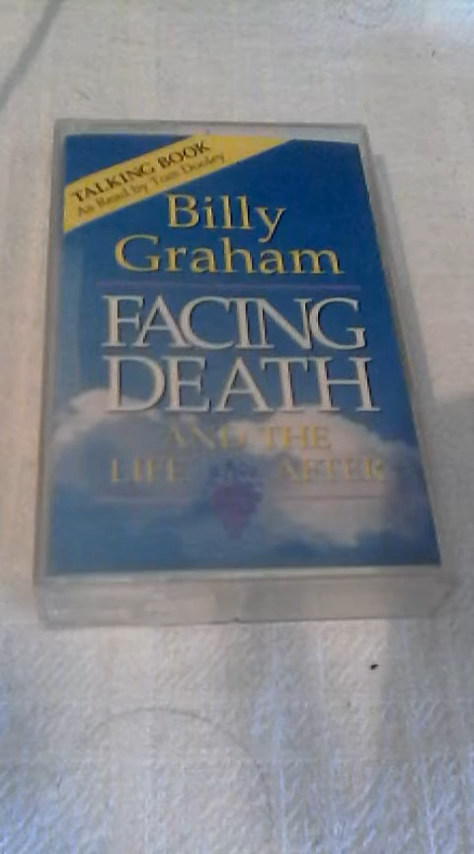 TALKING BOOK
As Read by Tom Dooley
Billy
Graham
FACING
DEATH
AND THE
LIFE AFTER